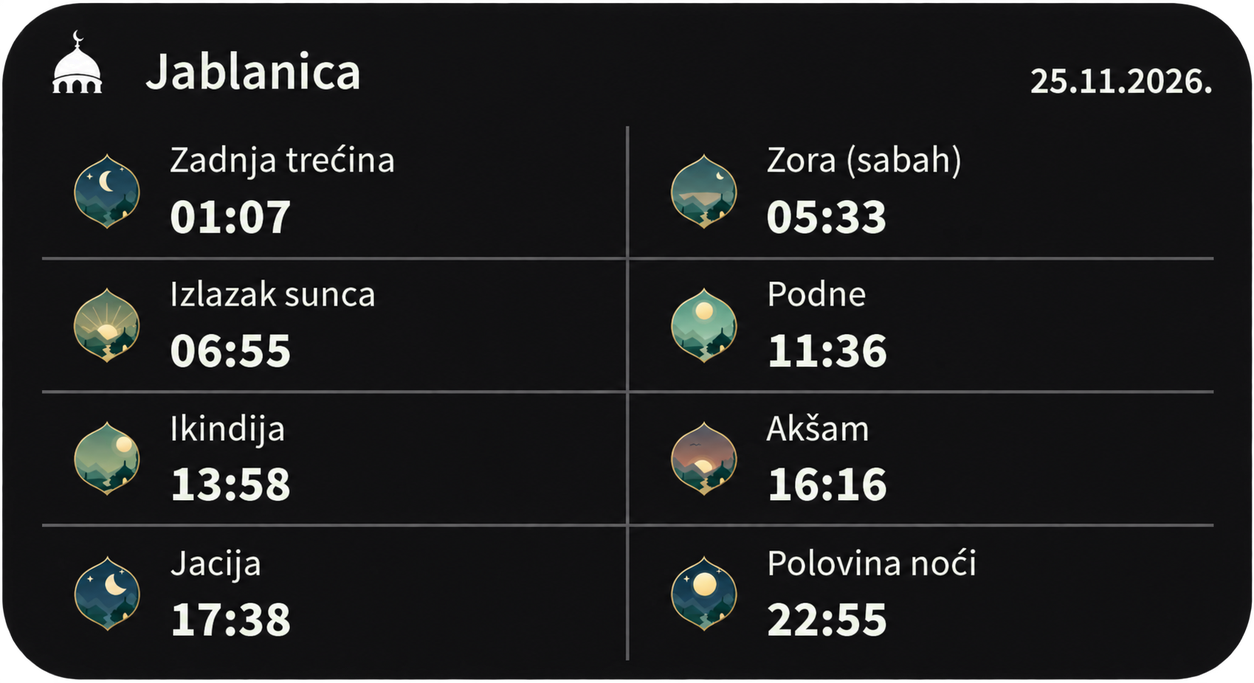 Jablanica
25.11.2026.
Zadnja trećina
01:07
Zora (sabah)
05:33
Izlazak sunca
06:55
Podne
11:36
Ikindija
13:58
Akšam
16:16
Jacija
17:38
Polovina noći
22:55